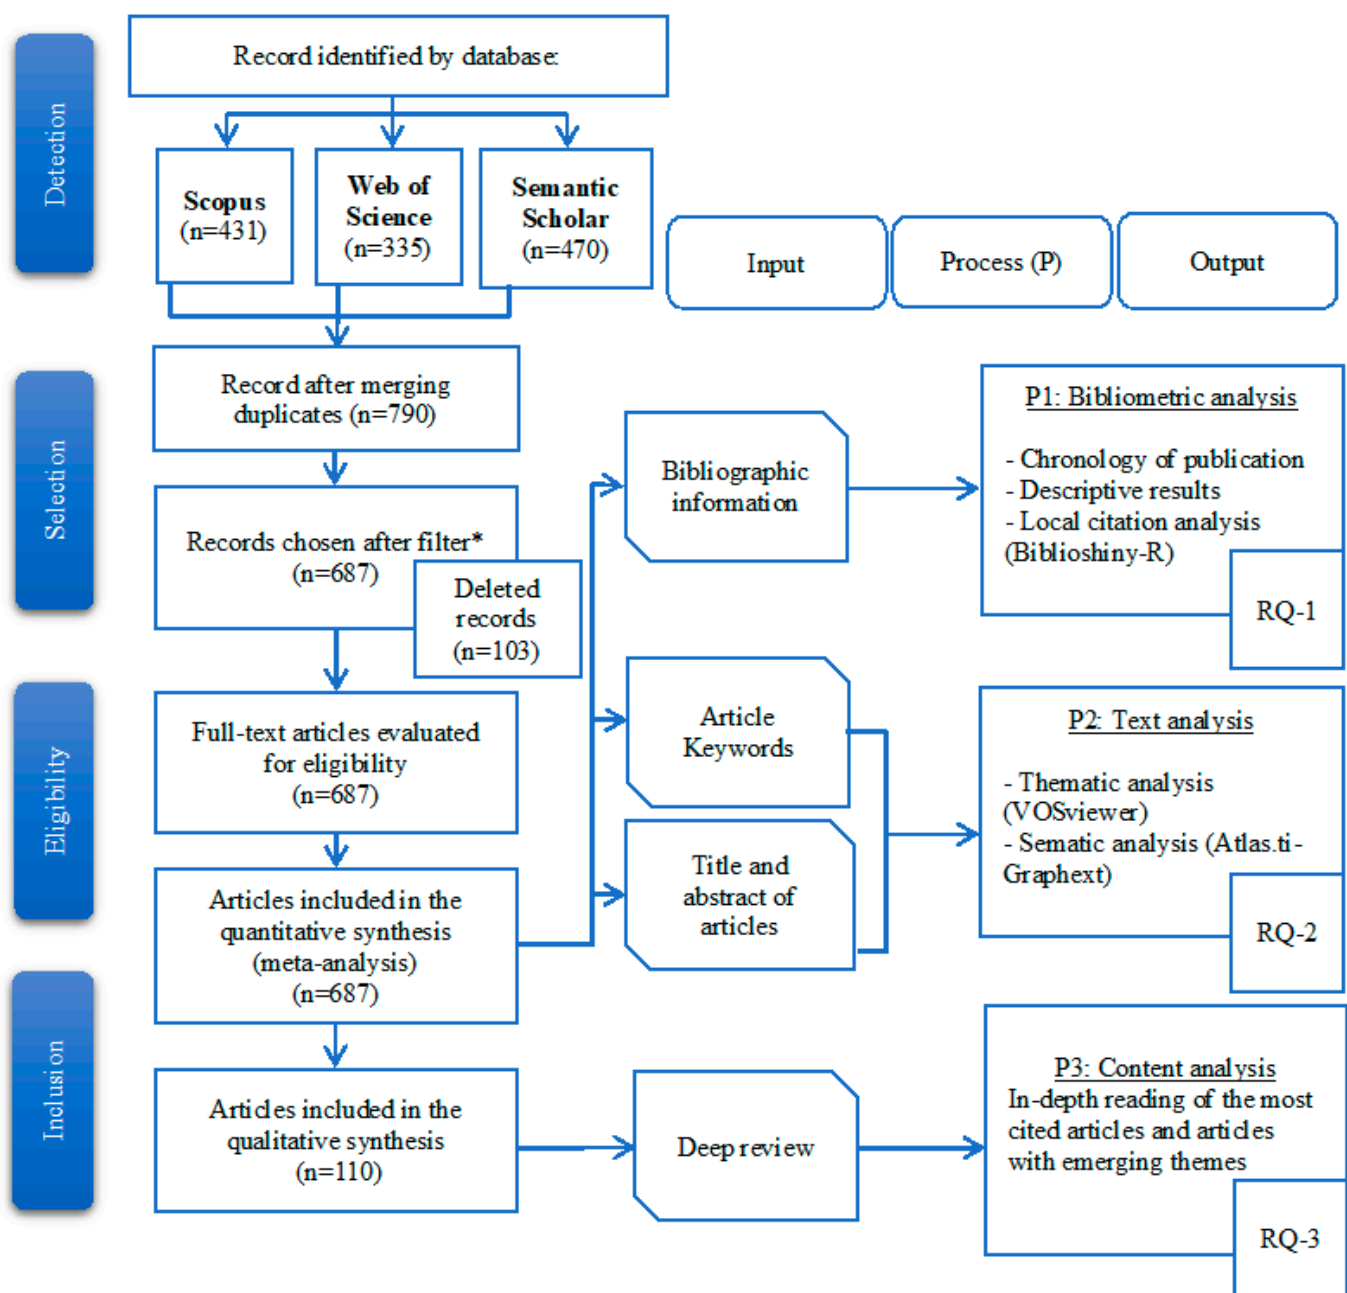 Detection
Record identified by database:
Scopus
(n=431)
Web of
Science
(n=335)
Semantic
Scholar
(n=470)
Input
Process (P)
Output
Selection
Record after merging
duplicates (n=790)
Records chosen after filter*
(n=687)
Deleted
records
(n=103)
Bibliographic
information
P1: Bibliometric analysis
- Chronology of publication
- Descriptive results
- Local citation analysis
(Biblioshiny-R)
RQ-1
Eligibility
Full-text articles evaluated
for eligibility
(n=687)
Articles included in the
quantitative synthesis
(meta-analysis)
(n=687)
Article
Keywords
Title and
abstract of
articles
P2: Text analysis
- Thematic analysis
(VOSviewer)
- Sematic analysis (Atlas.ti-
Graphext)
RQ-2
Inclusion
Articles included in the
qualitative synthesis
(n=110)
Deep review
P3: Content analysis
In-depth reading of the most
cited articles and articles
with emerging themes
RQ-3